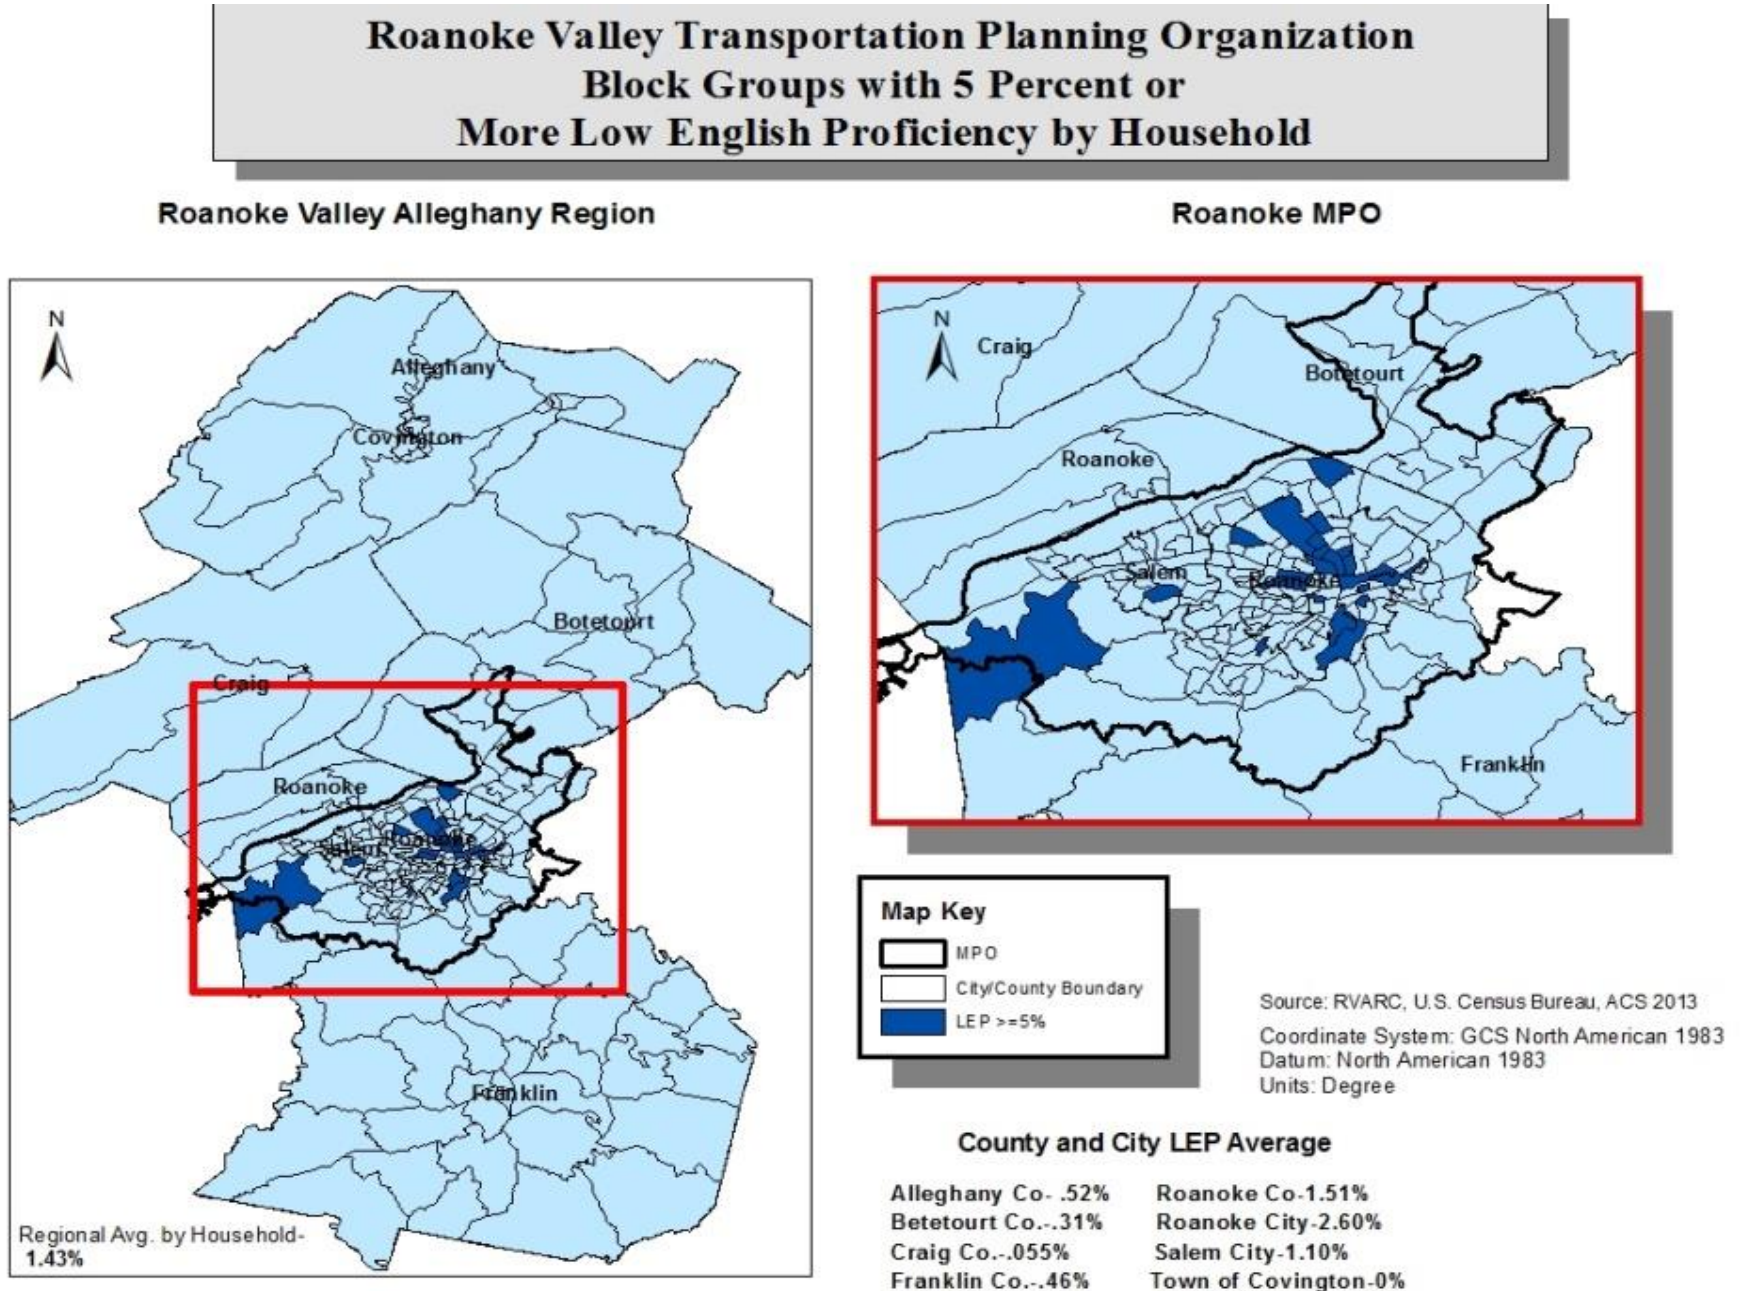 Roanoke Valley Transportation Planning Organization
Block Groups with 5 Percent or
More Low English Proficiency by Household
Roanoke Valley Alleghany Region
N
Alleghany
Covington
Botetoprt
Craig
Roanoke
Salem
Roanoke
Franklin
Regional Avg. by Household-
1.43%
Roanoke MPO
N
Craig
Botetourt
Roanoke
Salem
Roanoke
Franklin
Map Key
MPO
City/County Boundary
LEP >=5%
Source: RVARC, U.S. Census Bureau, ACS 2013
Coordinate System: GCS North American 1983
Datum: North American 1983
Units: Degree
County and City LEP Average
Alleghany Co- .52% Roanoke Co-1.51%
Betetourt Co.-.31% Roanoke City-2.60%
Craig Co.-.055% Salem City-1.10%
Franklin Co.-.46% Town of Covington-0%